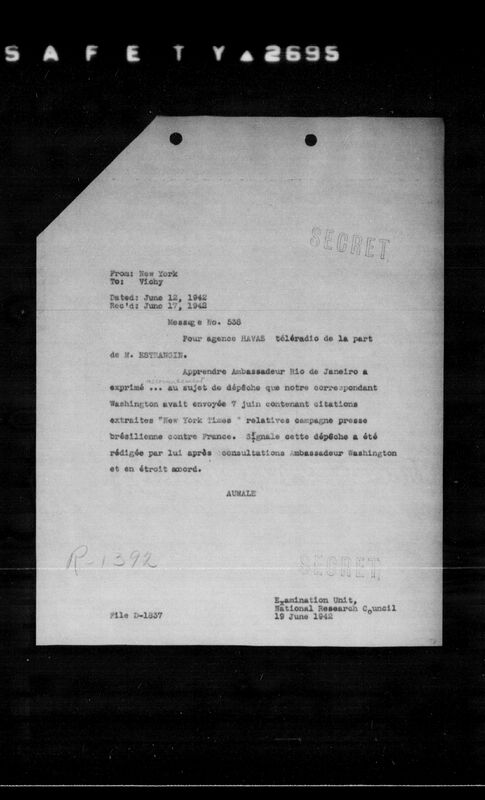 SAFETY▲2695
SECRET
From: New York
To: Vichy
Dated: June 12, 1942
Rec'd: June 17, 1942
Message No. 538
Pour agence HAVAS téléradio de la part
de M. ESTRANGIN.
Apprendre Ambassadeur Rio de Janeiro a
exprimé ... au sujet de dépêche que notre correspondant
Washington avait envoyée 7 juin contenant citations
extraites "New York Times " relatives campagne presse
brésilienne contre France. Signale cette dépêche a été
rédigée par lui après consultations Ambassadeur Washington
et en étroit accord.
AUMALE
R-1392
SECRET
Examination Unit,
National Research Council
File D-1837
19 June 1942